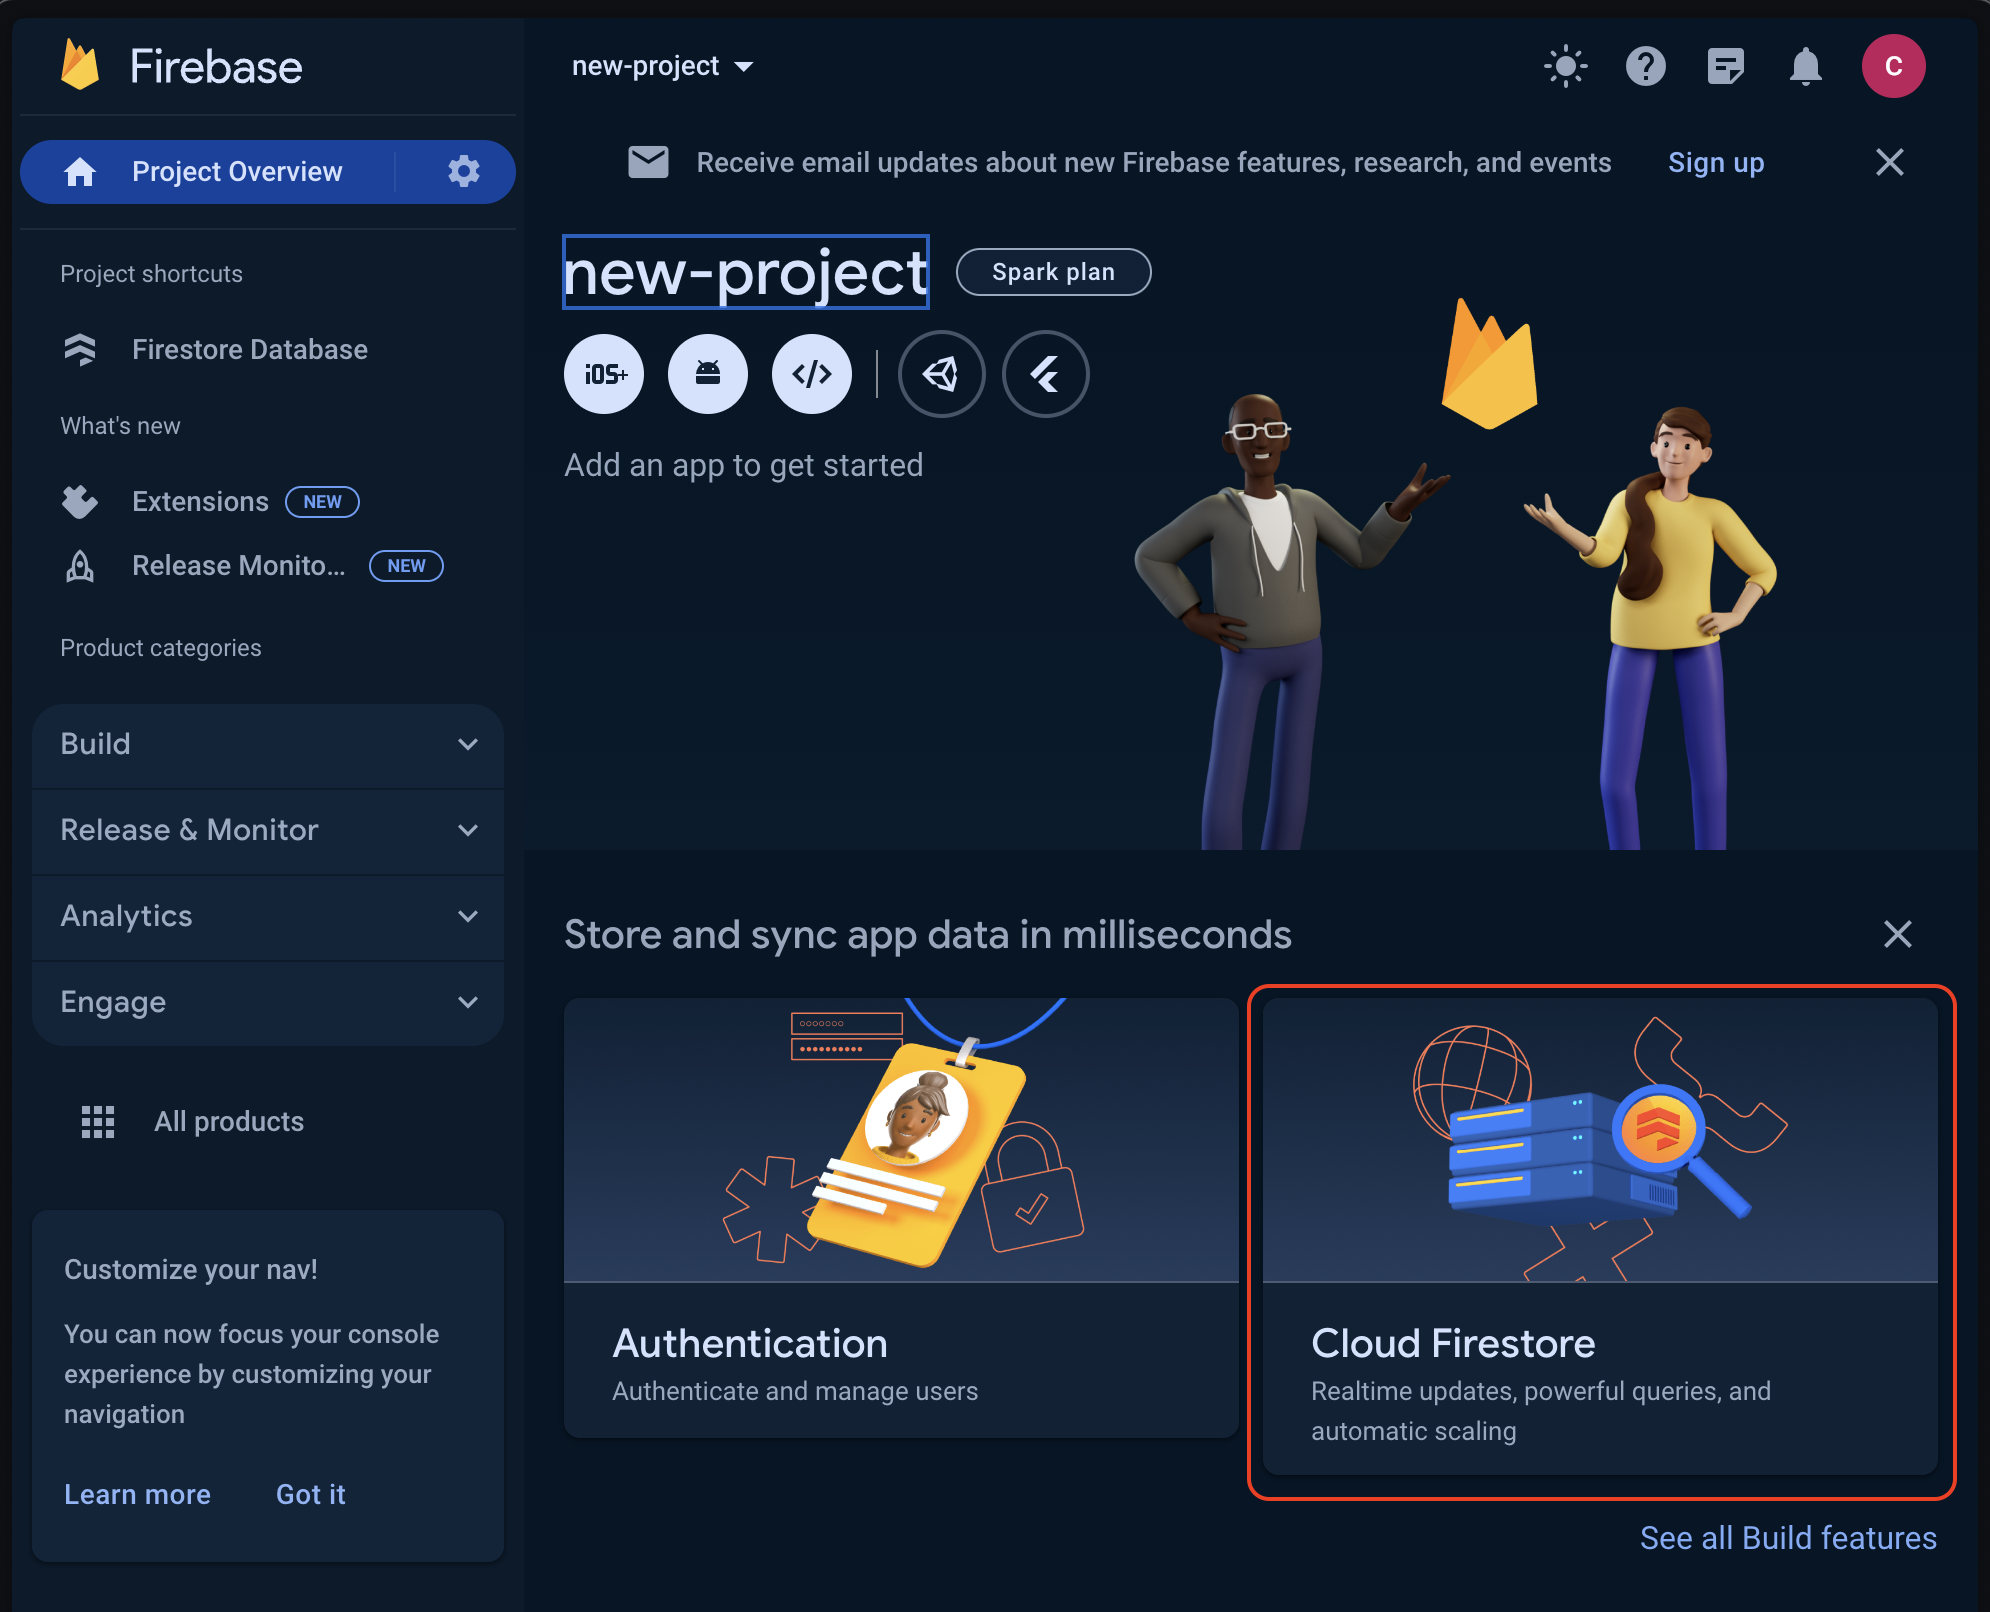 Firebase
new-project
C
Project Overview
Receive email updates about new Firebase features, research, and events
Sign up
Project shortcuts
Firestore Database
What's new
Extensions
NEW
Release Monito...
NEW
Product categories
Build
Release & Monitor
Analytics
Engage
All products
Customize your nav!
You can now focus your console
experience by customizing your
navigation
Learn more
Got it
new-project
Spark plan
iOS+
Add an app to get started
Store and sync app data in milliseconds
Authentication
Authenticate and manage users
Cloud Firestore
Realtime updates, powerful queries, and
automatic scaling
See all Build features